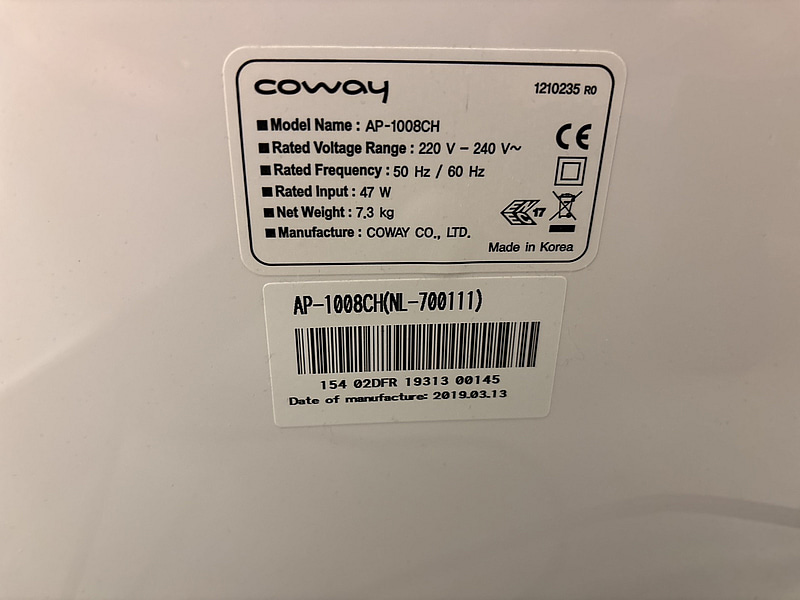 coway
1210235 R0
■Model Name : AP-1008CH
■Rated Voltage Range : 220 V - 240 V~
■Rated Frequency : 50 Hz / 60 Hz
■Rated Input : 47 W
■Net Weight : 7.3 kg
■Manufacture : COWAY CO., LTD.
CE
17
Made in Korea
AP-1008CH(NL-700111)
154 02DFR 19313 00145
Date of manufacture: 2019.03.13